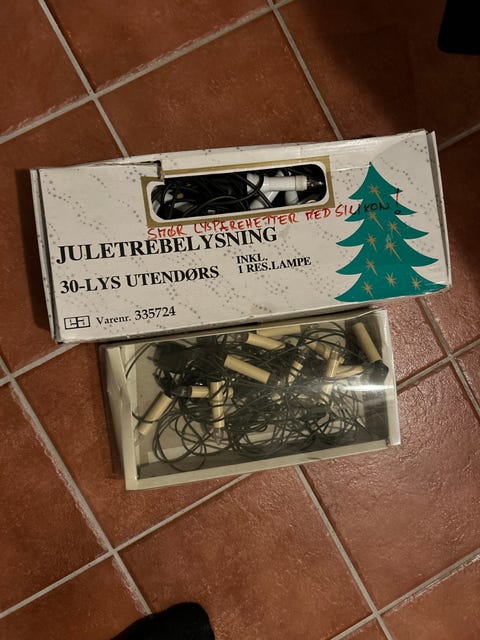 SMØR LYSPÆREHETTER MED SILIKON!
JULETREBELYSNING
30-LYS UTENDØRS
INKL.
1 RES.LAMPE
Varenr. 335724